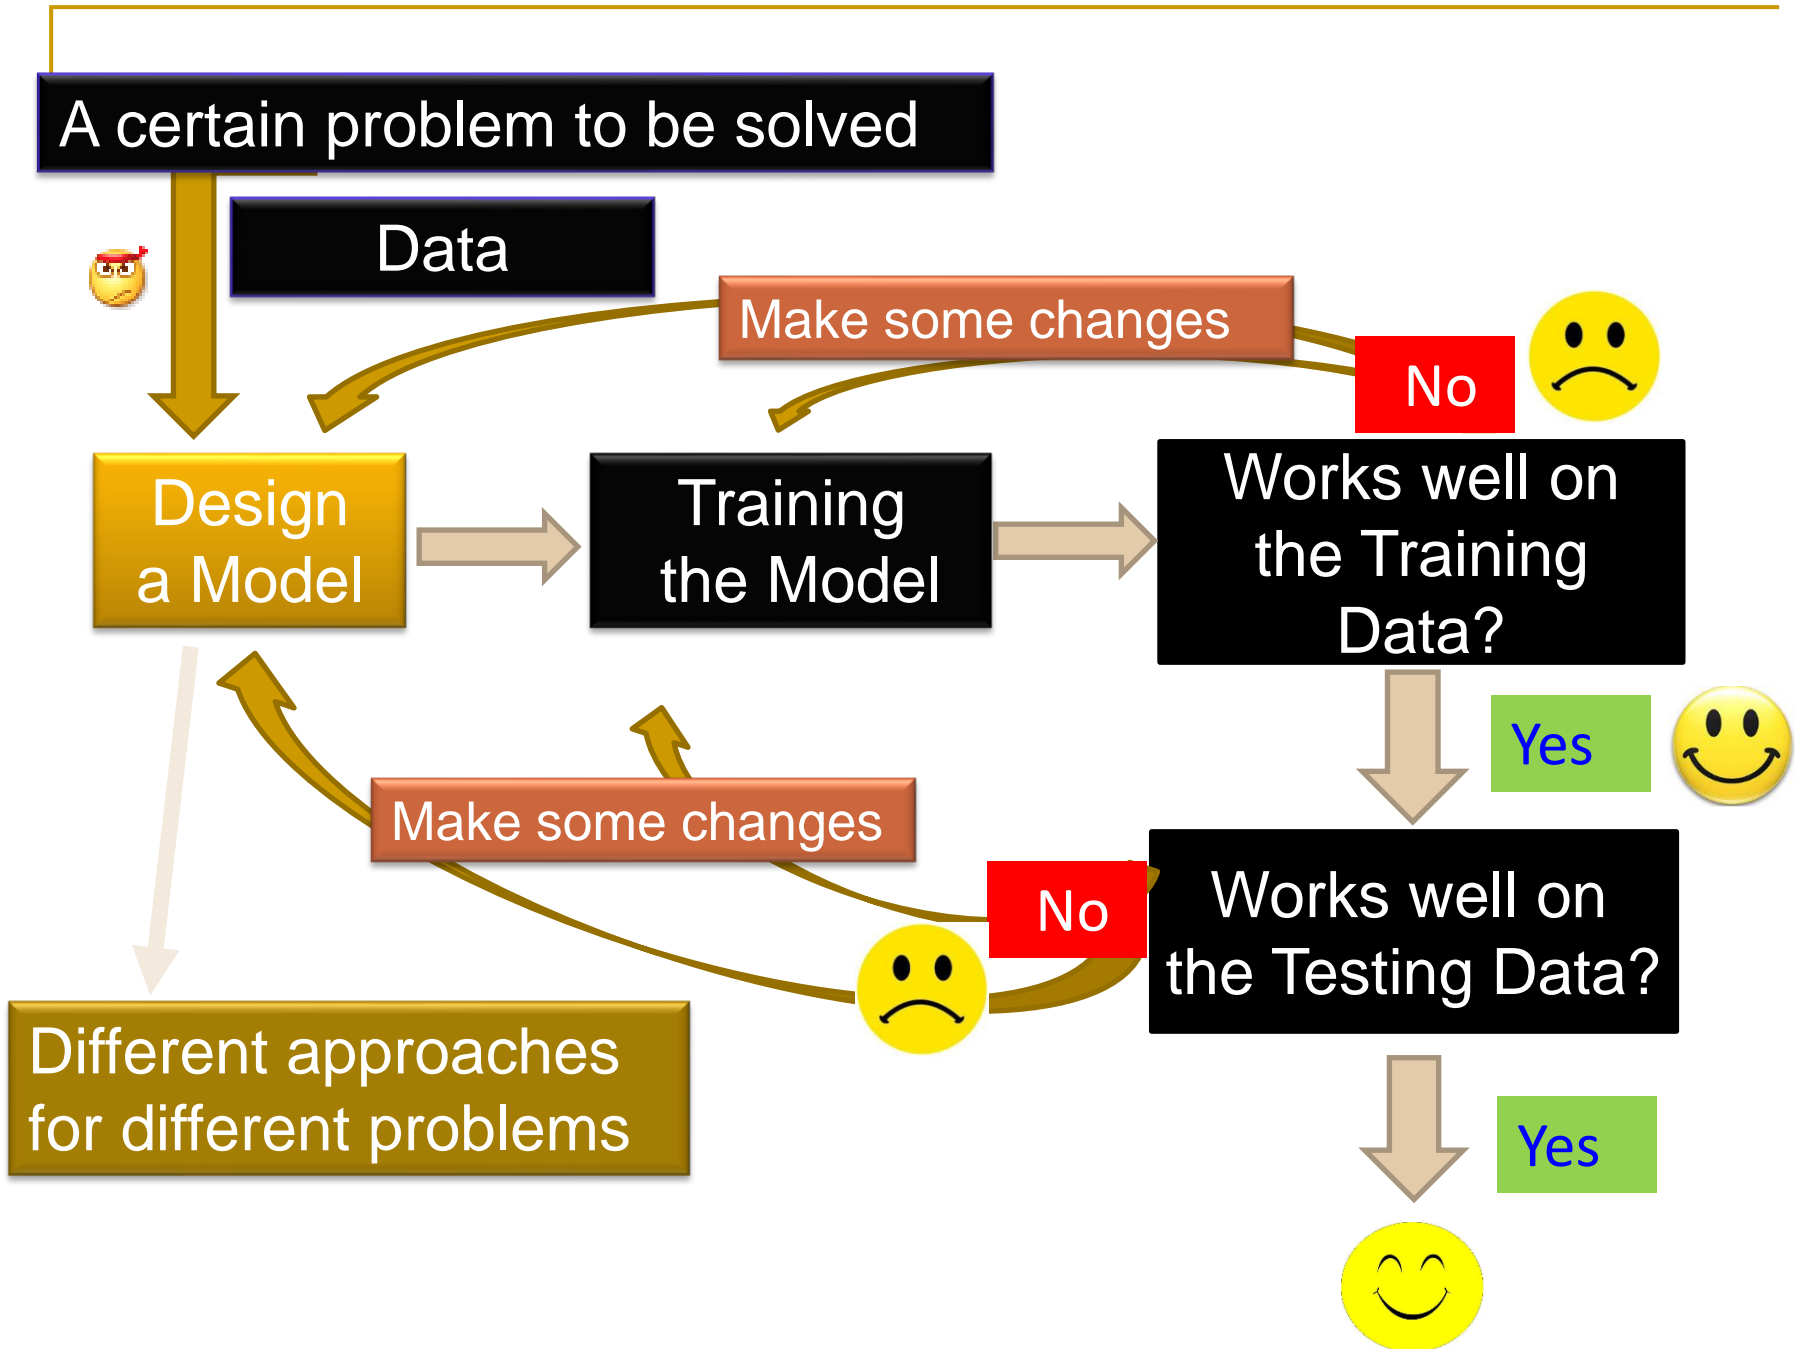 A certain problem to be solved
Data
Make some changes
No
Design
a Model
Training
the Model
Works well on
the Training
Data?
Yes
Make some changes
No
Works well on
the Testing Data?
Different approaches
for different problems
Yes